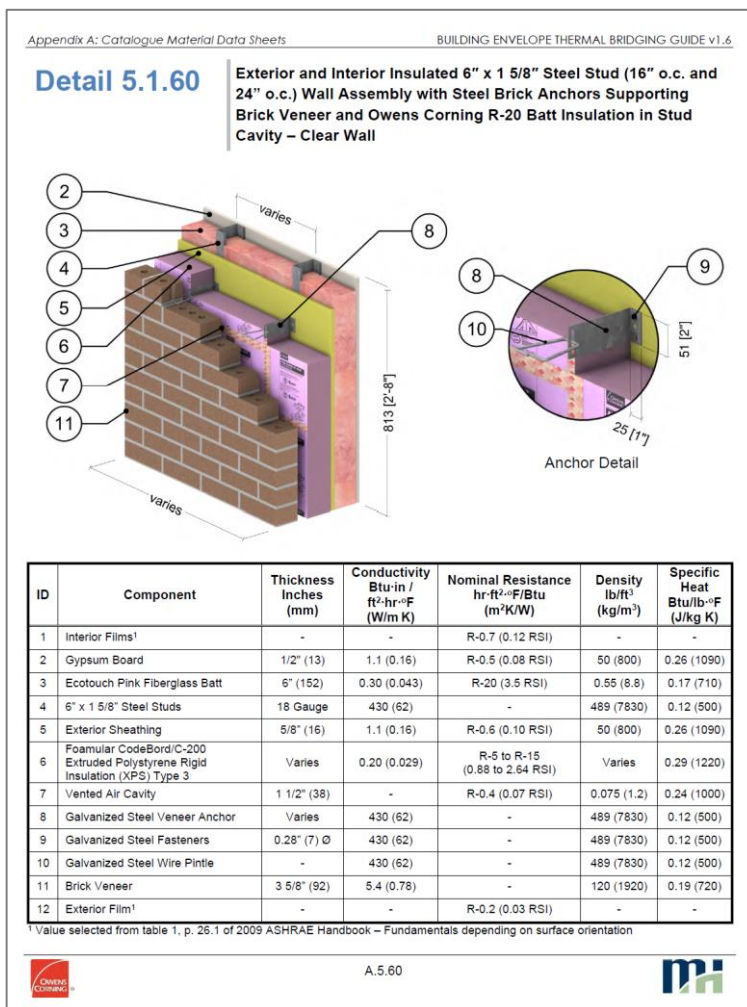 Appendix A: Catalogue Material Data Sheets BUILDING ENVELOPE THERMAL BRIDGING GUIDE v1.6
Detail 5.1.60
Exterior and Interior Insulated 6″ x 1 5/8″ Steel Stud (16″ o.c. and
24” o.c.) Wall Assembly with Steel Brick Anchors Supporting
Brick Veneer and Owens Corning R-20 Batt Insulation in Stud
Cavity – Clear Wall
2
3
4
5
6
7
11
varies
8
813 [2'-8"]
varies
8
9
10
51 [2"]
25 [1"]
Anchor Detail
ID Component Thickness Inches (mm) Conductivity Btu·in / ft²·hr·ºF (W/m K) Nominal Resistance hr·ft²·ºF/Btu (m²K/W) Density lb/ft³ (kg/m³) Specific Heat Btu/lb·ºF (J/kg K)
1 Interior Films¹ - - R-0.7 (0.12 RSI) - -
2 Gypsum Board 1/2" (13) 1.1 (0.16) R-0.5 (0.08 RSI) 50 (800) 0.26 (1090)
3 Ecotouch Pink Fiberglass Batt 6" (152) 0.30 (0.043) R-20 (3.5 RSI) 0.55 (8.8) 0.17 (710)
4 6" x 1 5/8" Steel Studs 18 Gauge 430 (62) - 489 (7830) 0.12 (500)
5 Exterior Sheathing 5/8" (16) 1.1 (0.16) R-0.6 (0.10 RSI) 50 (800) 0.26 (1090)
6 Foamular CodeBord/C-200 Extruded Polystyrene Rigid Insulation (XPS) Type 3 Varies 0.20 (0.029) R-5 to R-15 (0.88 to 2.64 RSI) Varies 0.29 (1220)
7 Vented Air Cavity 1 1/2" (38) - R-0.4 (0.07 RSI) 0.075 (1.2) 0.24 (1000)
8 Galvanized Steel Veneer Anchor Varies 430 (62) - 489 (7830) 0.12 (500)
9 Galvanized Steel Fasteners 0.28" (7) Ø 430 (62) - 489 (7830) 0.12 (500)
10 Galvanized Steel Wire Pintle - 430 (62) - 489 (7830) 0.12 (500)
11 Brick Veneer 3 5/8" (92) 5.4 (0.78) - 120 (1920) 0.19 (720)
12 Exterior Film¹ - - R-0.2 (0.03 RSI) - -
¹ Value selected from table 1, p. 26.1 of 2009 ASHRAE Handbook – Fundamentals depending on surface orientation
OWENS
CORNING
A.5.60